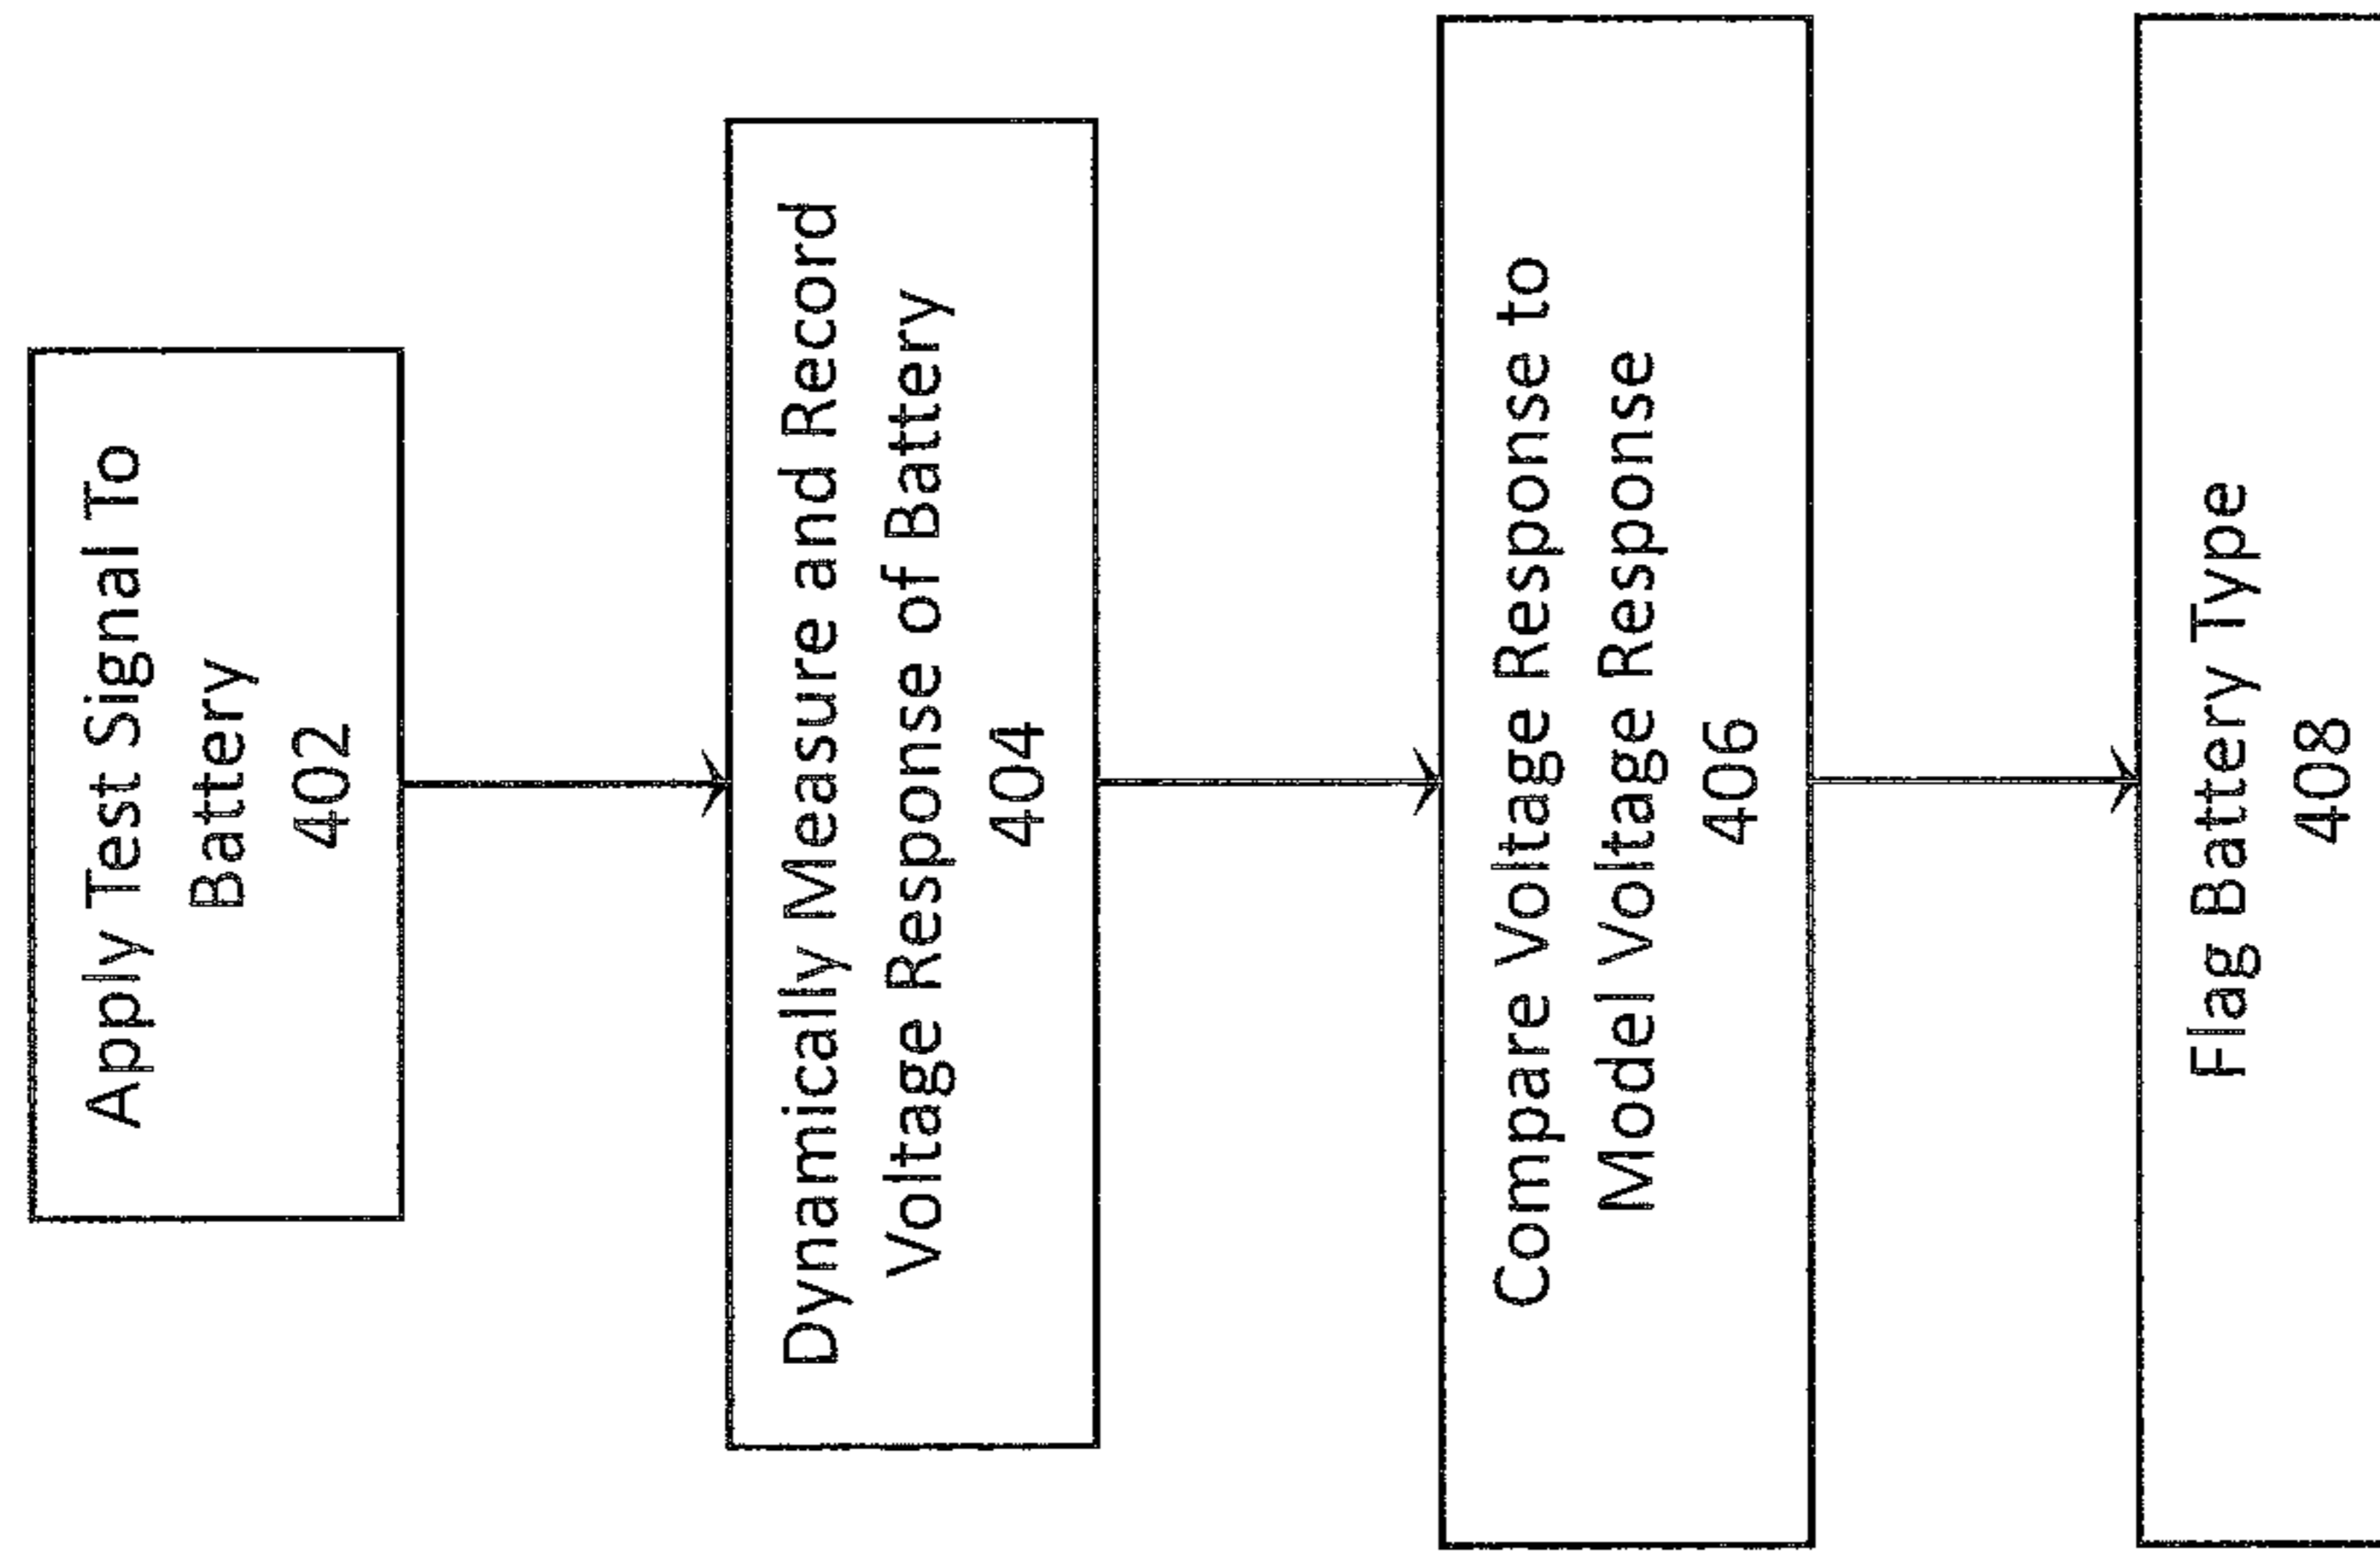 Apply Test Signal To
Battery
402
Dynamically Measure and Record
Voltage Response of Battery
404
Compare Voltage Response to
Model Voltage Response
406
Flag Battery Type
408